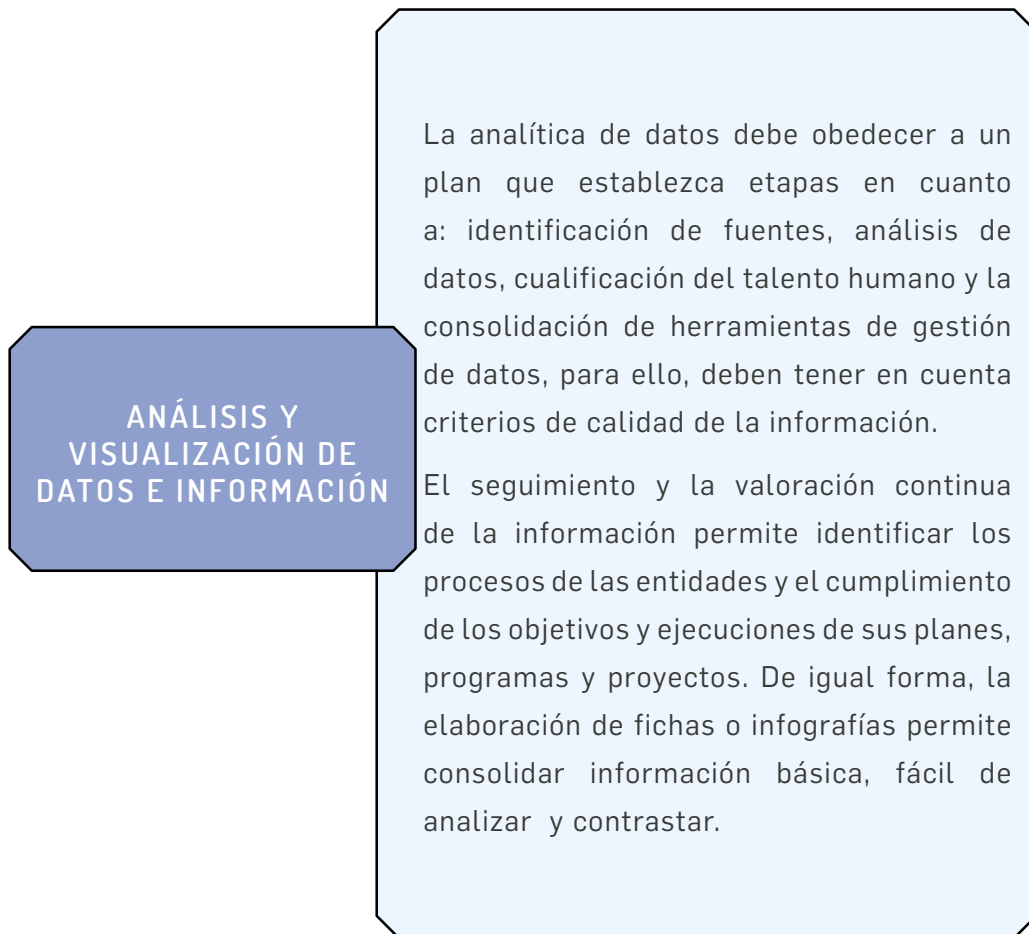 ANÁLISIS Y
VISUALIZACIÓN DE
DATOS E INFORMACIÓN
La analítica de datos debe obedecer a un
plan que establezca etapas en cuanto
a: identificación de fuentes, análisis de
datos, cualificación del talento humano y la
consolidación de herramientas de gestión
de datos, para ello, deben tener en cuenta
criterios de calidad de la información.
El seguimiento y la valoración continua
de la información permite identificar los
procesos de las entidades y el cumplimiento
de los objetivos y ejecuciones de sus planes,
programas y proyectos. De igual forma, la
elaboración de fichas o infografías permite
consolidar información básica, fácil de
analizar y contrastar.